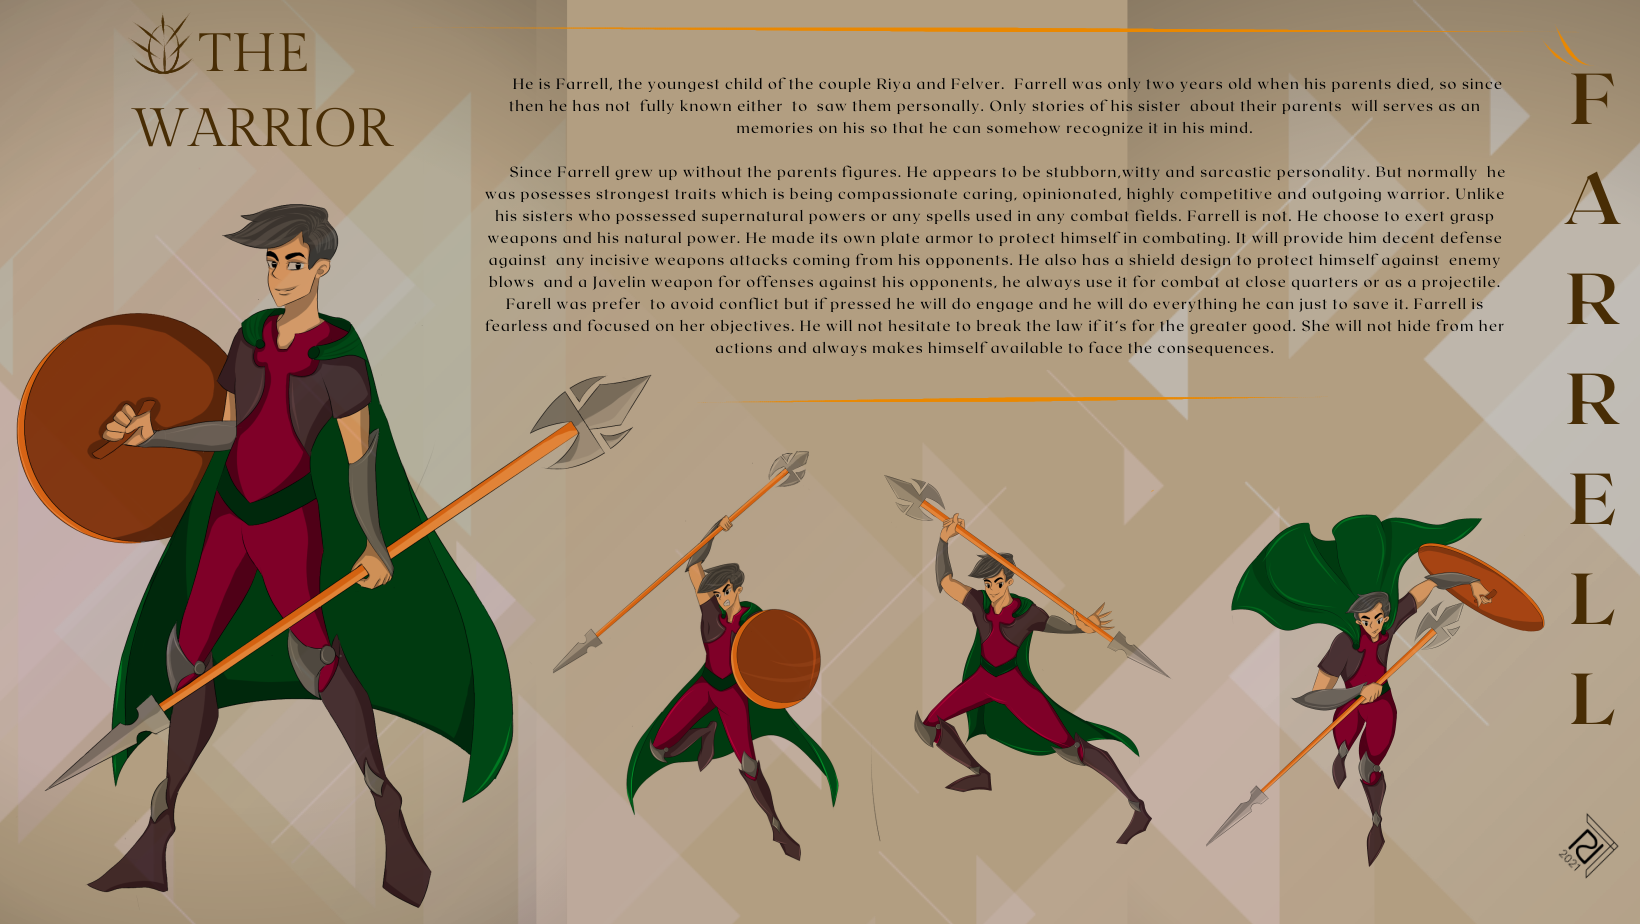 THE
WARRIOR
He is Farrell, the youngest child of the couple Riya and Felver. Farrell was only two years old when his parents died, so since
then he has not fully known either to saw them personally. Only stories of his sister about their parents will serves as an
memories on his so that he can somehow recognize it in his mind.
Since Farrell grew up without the parents figures. He appears to be stubborn,witty and sarcastic personality. But normally he
was posesses strongest traits which is being compassionate caring, opinionated, highly competitive and outgoing warrior. Unlike
his sisters who possessed supernatural powers or any spells used in any combat fields. Farrell is not. He choose to exert grasp
weapons and his natural power. He made its own plate armor to protect himself in combating. It will provide him decent defense
against any incisive weapons attacks coming from his opponents. He also has a shield design to protect himself against enemy
blows and a Javelin weapon for offenses against his opponents, he always use it for combat at close quarters or as a projectile.
Farell was prefer to avoid conflict but if pressed he will do engage and he will do everything he can just to save it. Farrell is
fearless and focused on her objectives. He will not hesitate to break the law if it's for the greater good. She will not hide from her
actions and always makes himself available to face the consequences.
FARRELL
2021